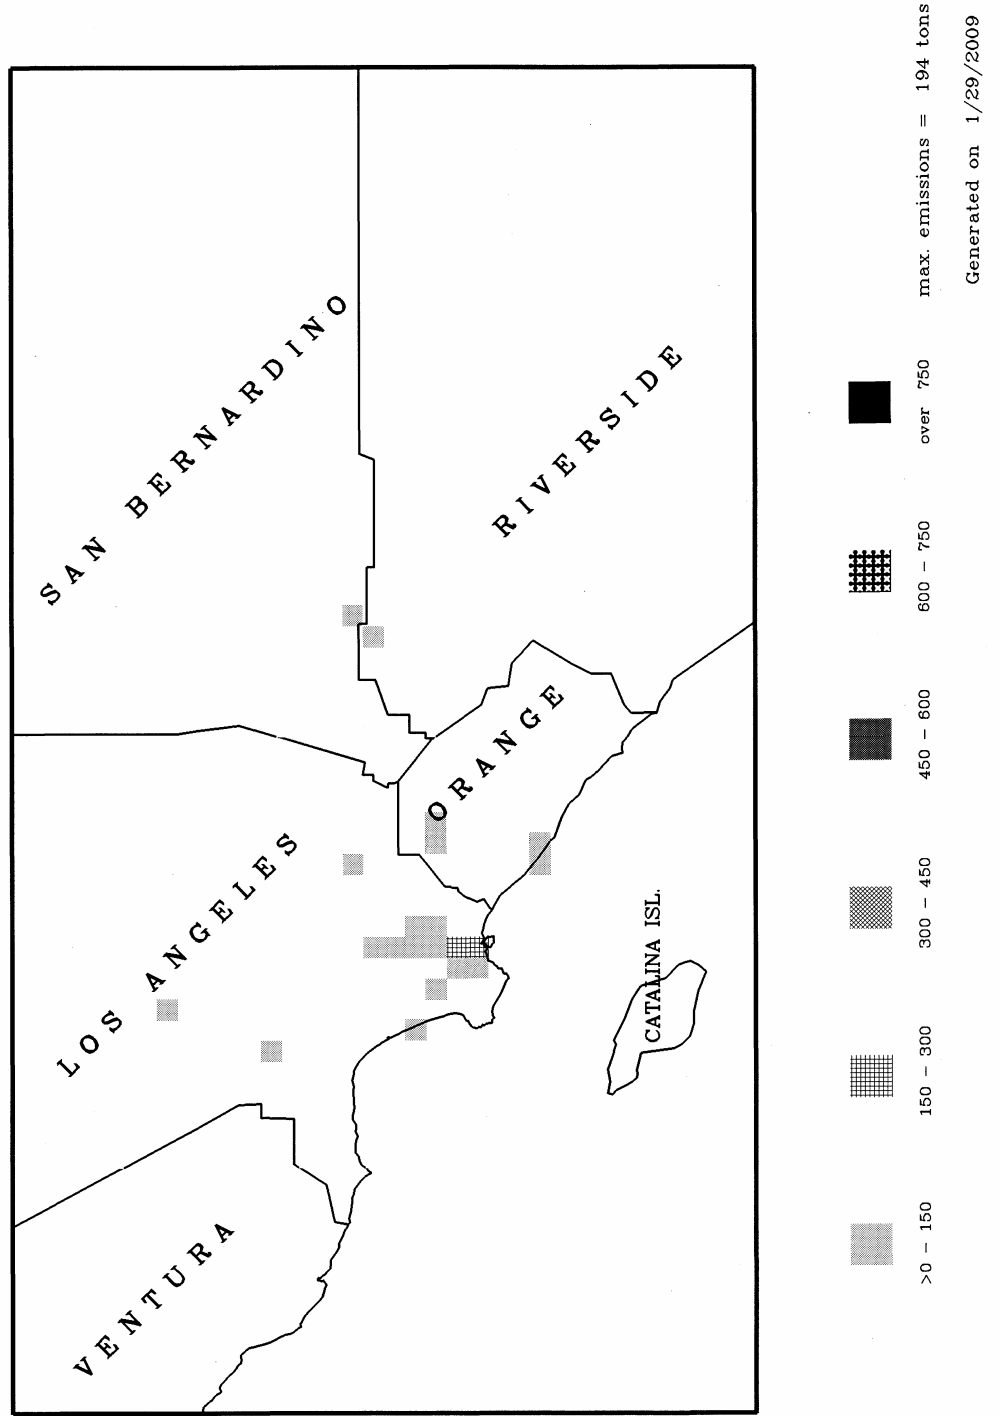 SAN BERNARDINO
RIVERSIDE
LOS ANGELES
ORANGE
VENTURA
CATALINA ISL.
>0 - 150
150 - 300
300 - 450
450 - 600
600 - 750
over 750
max. emissions = 194 tons
Generated on 1/29/2009